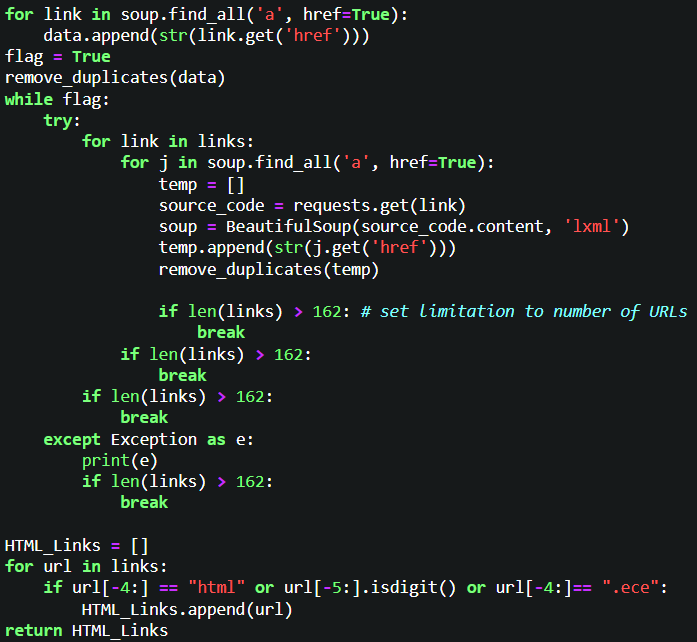 for link in soup.find_all('a', href=True):
    data.append(str(link.get('href')))
flag = True
remove_duplicates(data)
while flag:
    try:
        for link in links:
            for j in soup.find_all('a', href=True):
                temp = []
                source_code = requests.get(link)
                soup = BeautifulSoup(source_code.content, 'lxml')
                temp.append(str(j.get('href')))
                remove_duplicates(temp)

                if len(links) > 162: # set limitation to number of URLs
                    break
            if len(links) > 162:
                break
        if len(links) > 162:
            break
    except Exception as e:
        print(e)
        if len(links) > 162:
            break

HTML_Links = []
for url in links:
    if url[-4:] == "html" or url[-5:].isdigit() or url[-4:]== ".ece":
        HTML_Links.append(url)
return HTML_Links